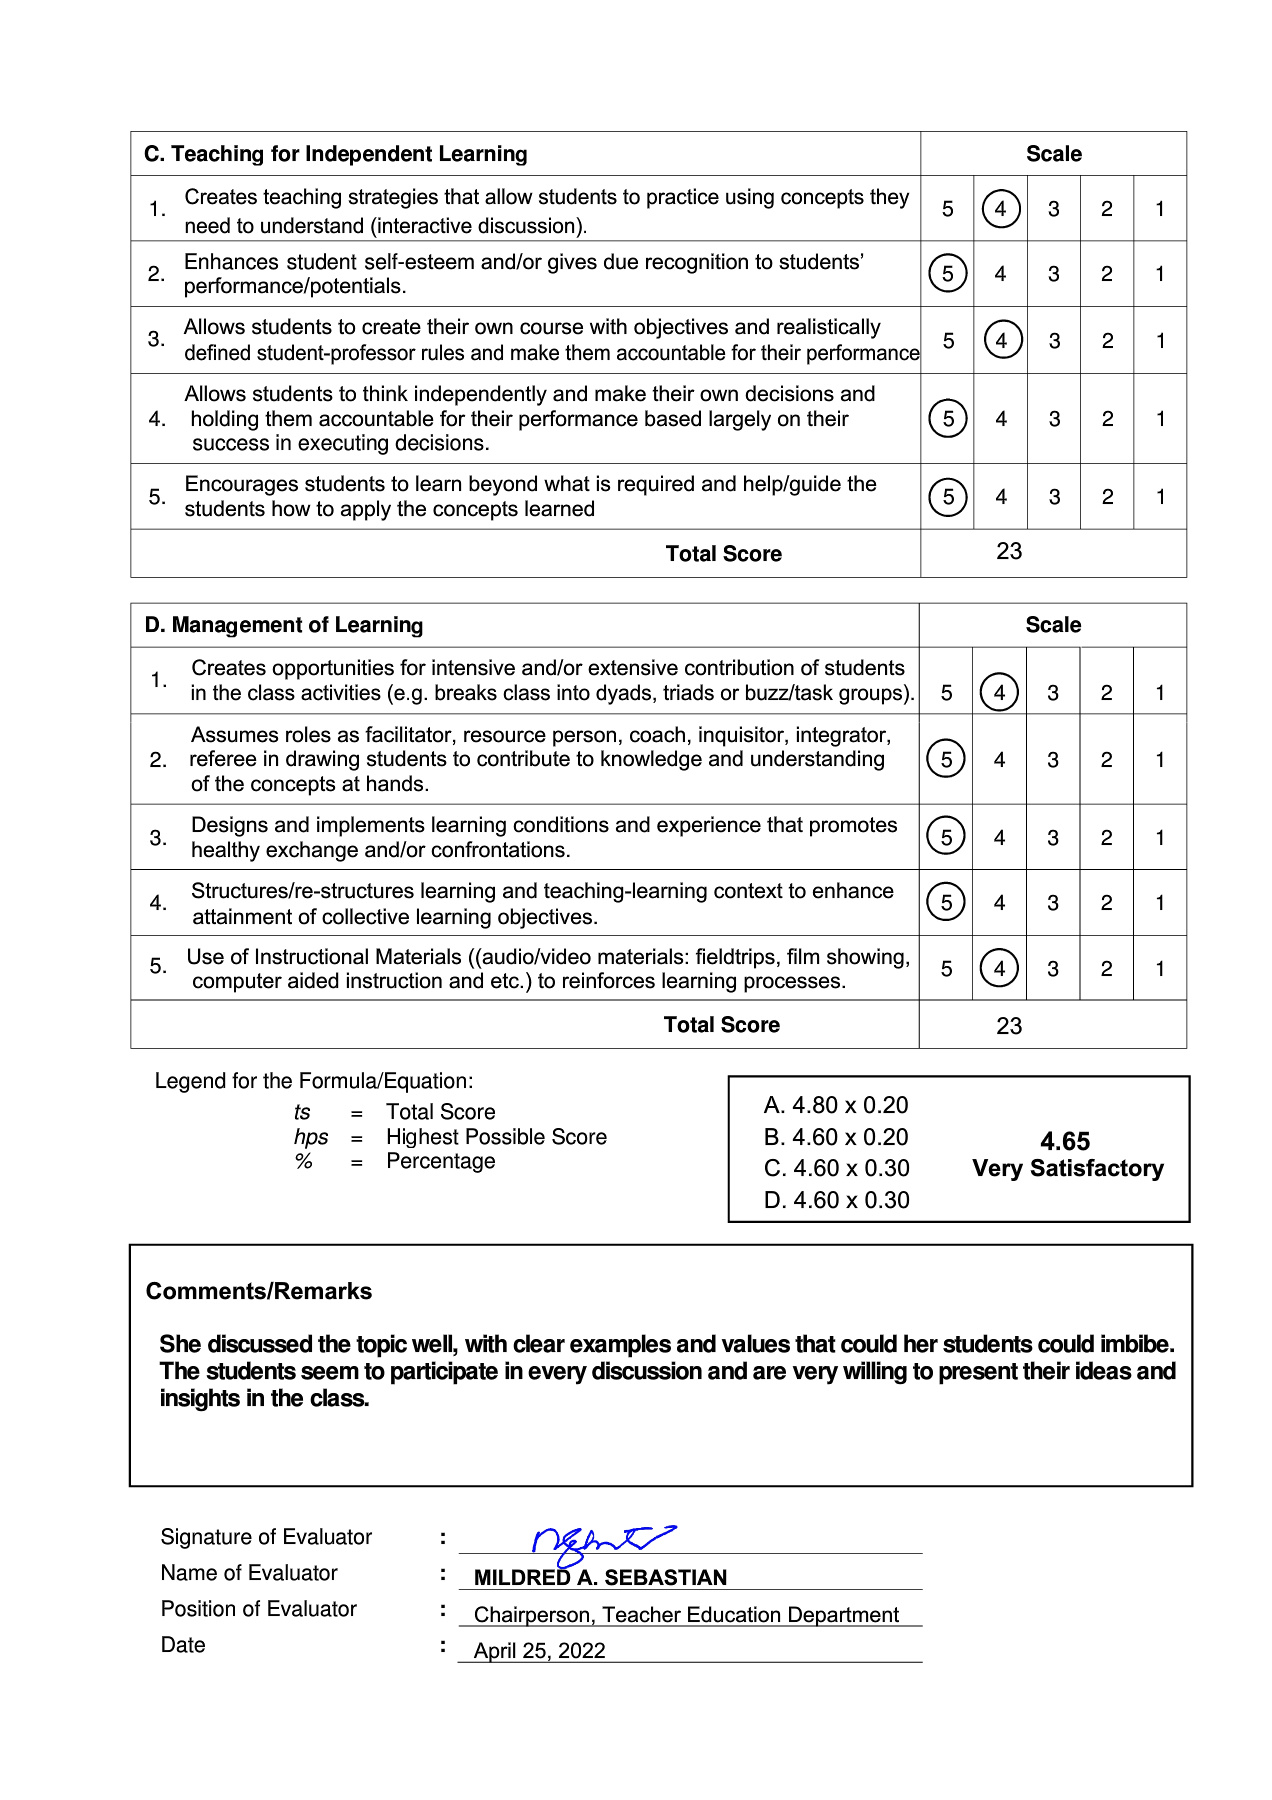 C. Teaching for Independent Learning Scale
1. Creates teaching strategies that allow students to practice using concepts they
need to understand (interactive discussion). 5 4 3 2 1
2. Enhances student self-esteem and/or gives due recognition to students’
performance/potentials. 5 4 3 2 1
3. Allows students to create their own course with objectives and realistically
defined student-professor rules and make them accountable for their performance 5 4 3 2 1
Allows students to think independently and make their own decisions and
4. holding them accountable for their performance based largely on their 5 4 3 2 1
success in executing decisions.
5. Encourages students to learn beyond what is required and help/guide the
students how to apply the concepts learned 5 4 3 2 1
Total Score 23
D. Management of Learning Scale
1. Creates opportunities for intensive and/or extensive contribution of students
in the class activities (e.g. breaks class into dyads, triads or buzz/task groups). 5 4 3 2 1
Assumes roles as facilitator, resource person, coach, inquisitor, integrator,
2. referee in drawing students to contribute to knowledge and understanding 5 4 3 2 1
of the concepts at hands.
3. Designs and implements learning conditions and experience that promotes
healthy exchange and/or confrontations. 5 4 3 2 1
4. Structures/re-structures learning and teaching-learning context to enhance
attainment of collective learning objectives. 5 4 3 2 1
5. Use of Instructional Materials ((audio/video materials: fieldtrips, film showing,
computer aided instruction and etc.) to reinforces learning processes. 5 4 3 2 1
Total Score 23
Legend for the Formula/Equation:
ts = Total Score
hps = Highest Possible Score
% = Percentage
A. 4.80 x 0.20
B. 4.60 x 0.20
C. 4.60 x 0.30
D. 4.60 x 0.30
4.65
Very Satisfactory
Comments/Remarks
She discussed the topic well, with clear examples and values that could her students could imbibe.
The students seem to participate in every discussion and are very willing to present their ideas and
insights in the class.
Signature of Evaluator :
Name of Evaluator : MILDRED A. SEBASTIAN
Position of Evaluator : Chairperson, Teacher Education Department
Date : April 25, 2022